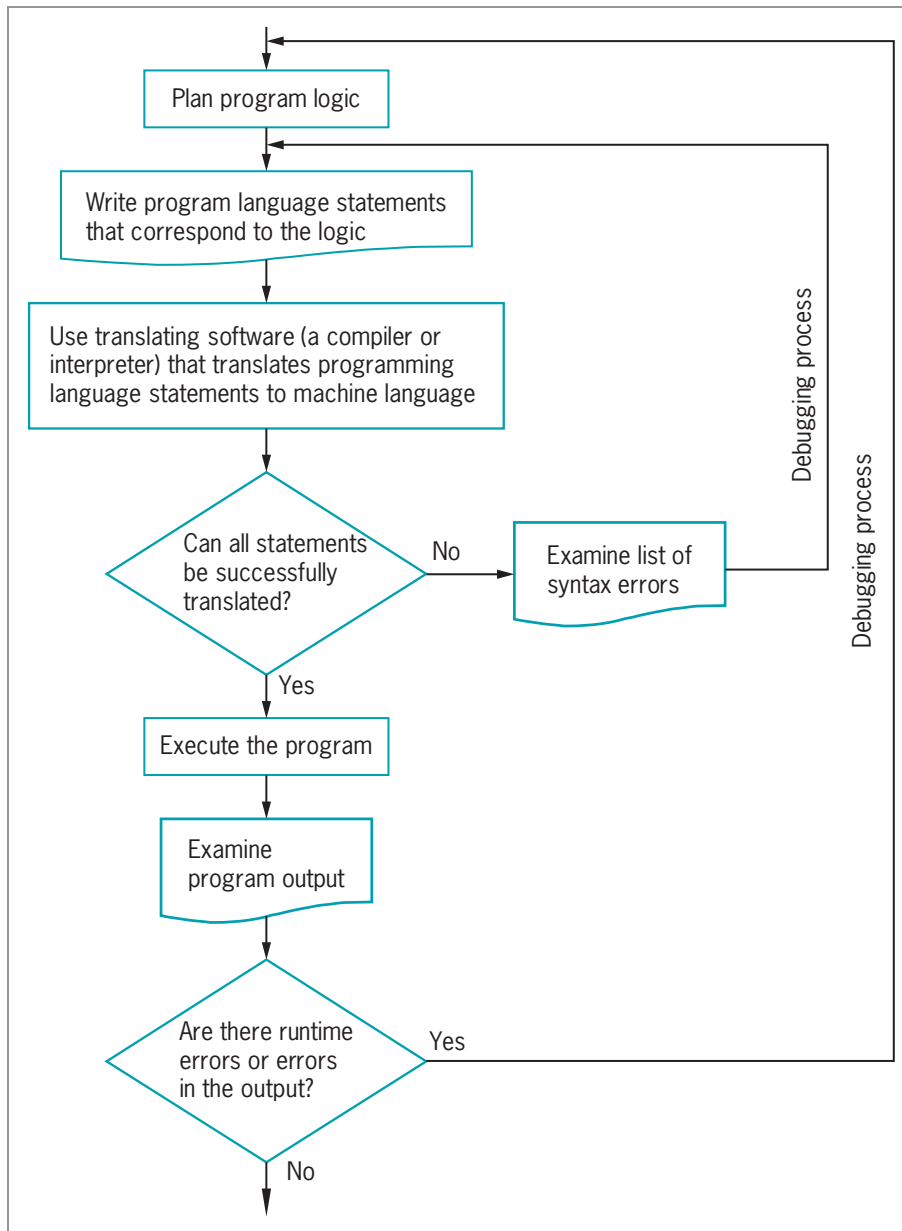 Plan program logic
Write program language statements
that correspond to the logic
Use translating software (a compiler or
interpreter) that translates programming
language statements to machine language
Can all statements
be successfully
translated?
No
Examine list of
syntax errors
Debugging process
Debugging process
Yes
Execute the program
Examine
program output
Are there runtime
errors or errors
in the output?
Yes
No